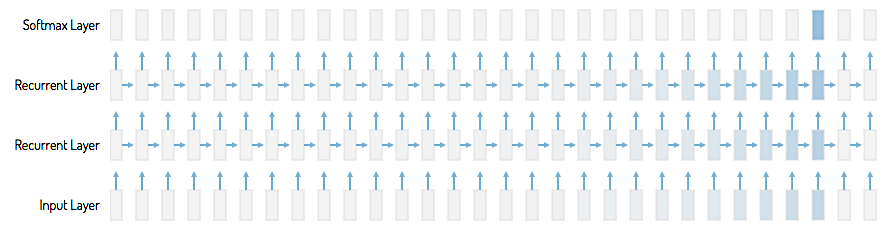 Softmax Layer
Recurrent Layer
Recurrent Layer
Input Layer